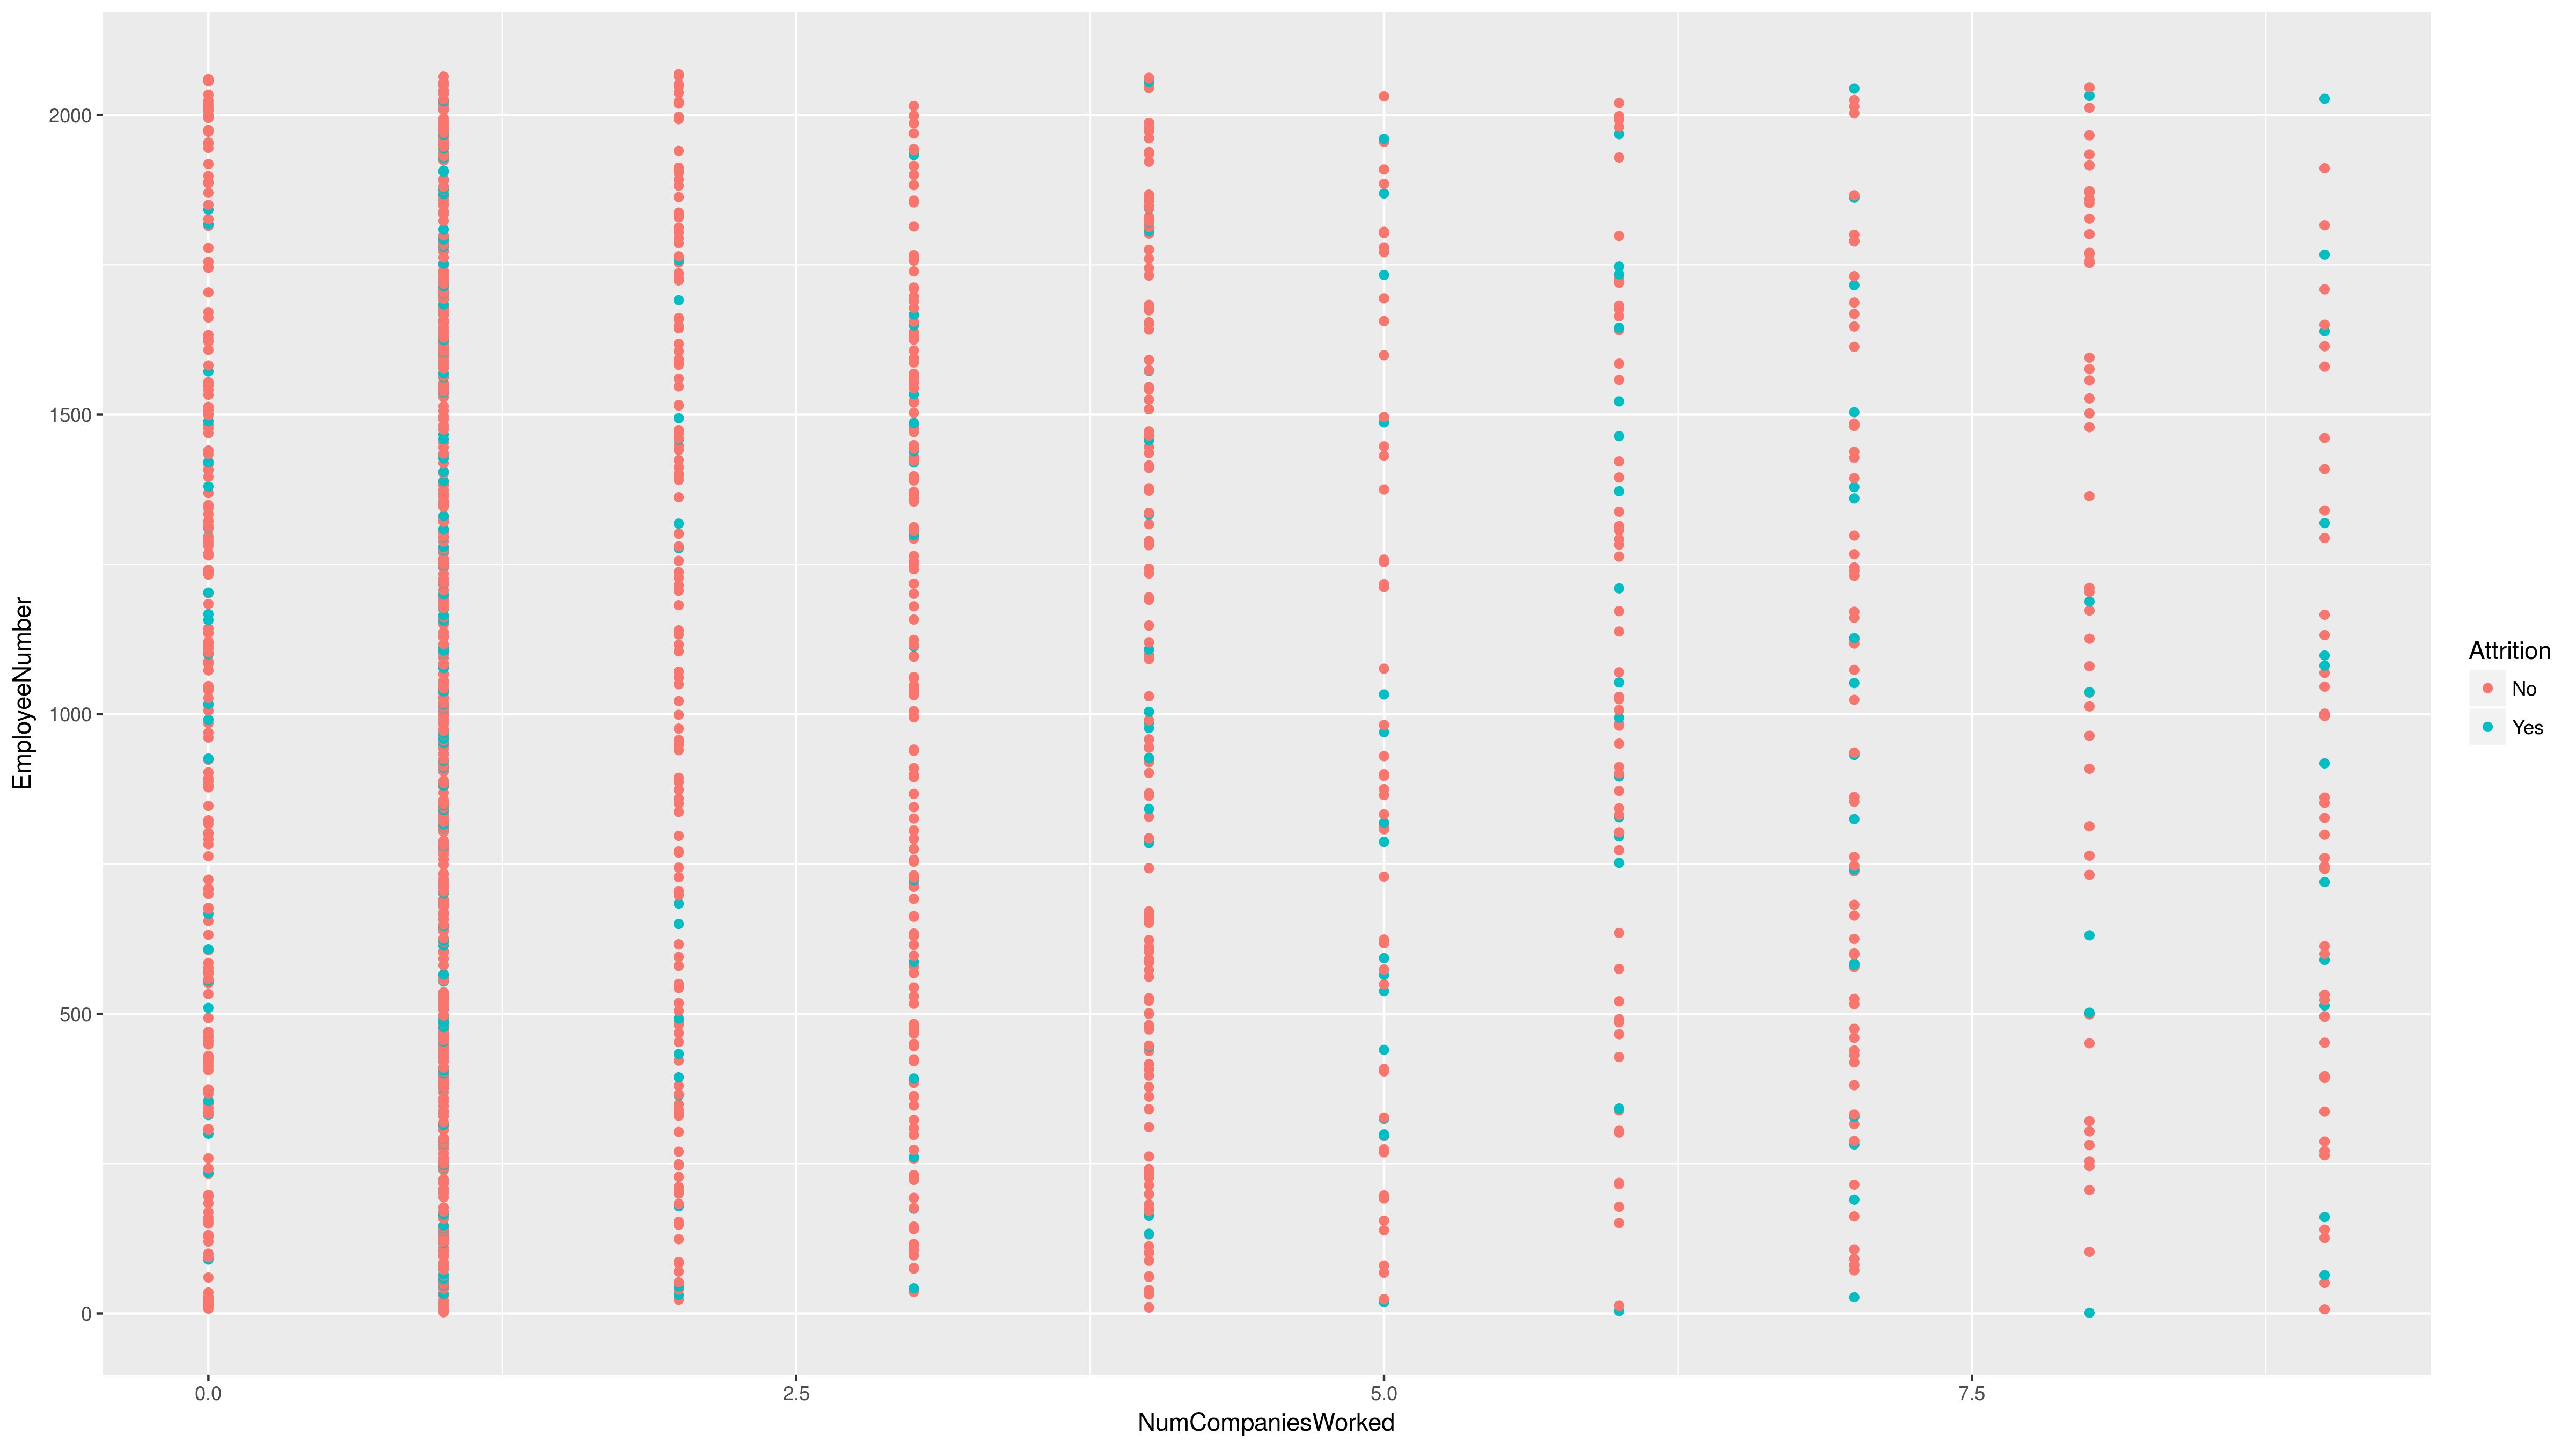 2000
1500
1000
500
0
EmployeeNumber
0.0 2.5 5.0 7.5
NumCompaniesWorked
Attrition
No
Yes